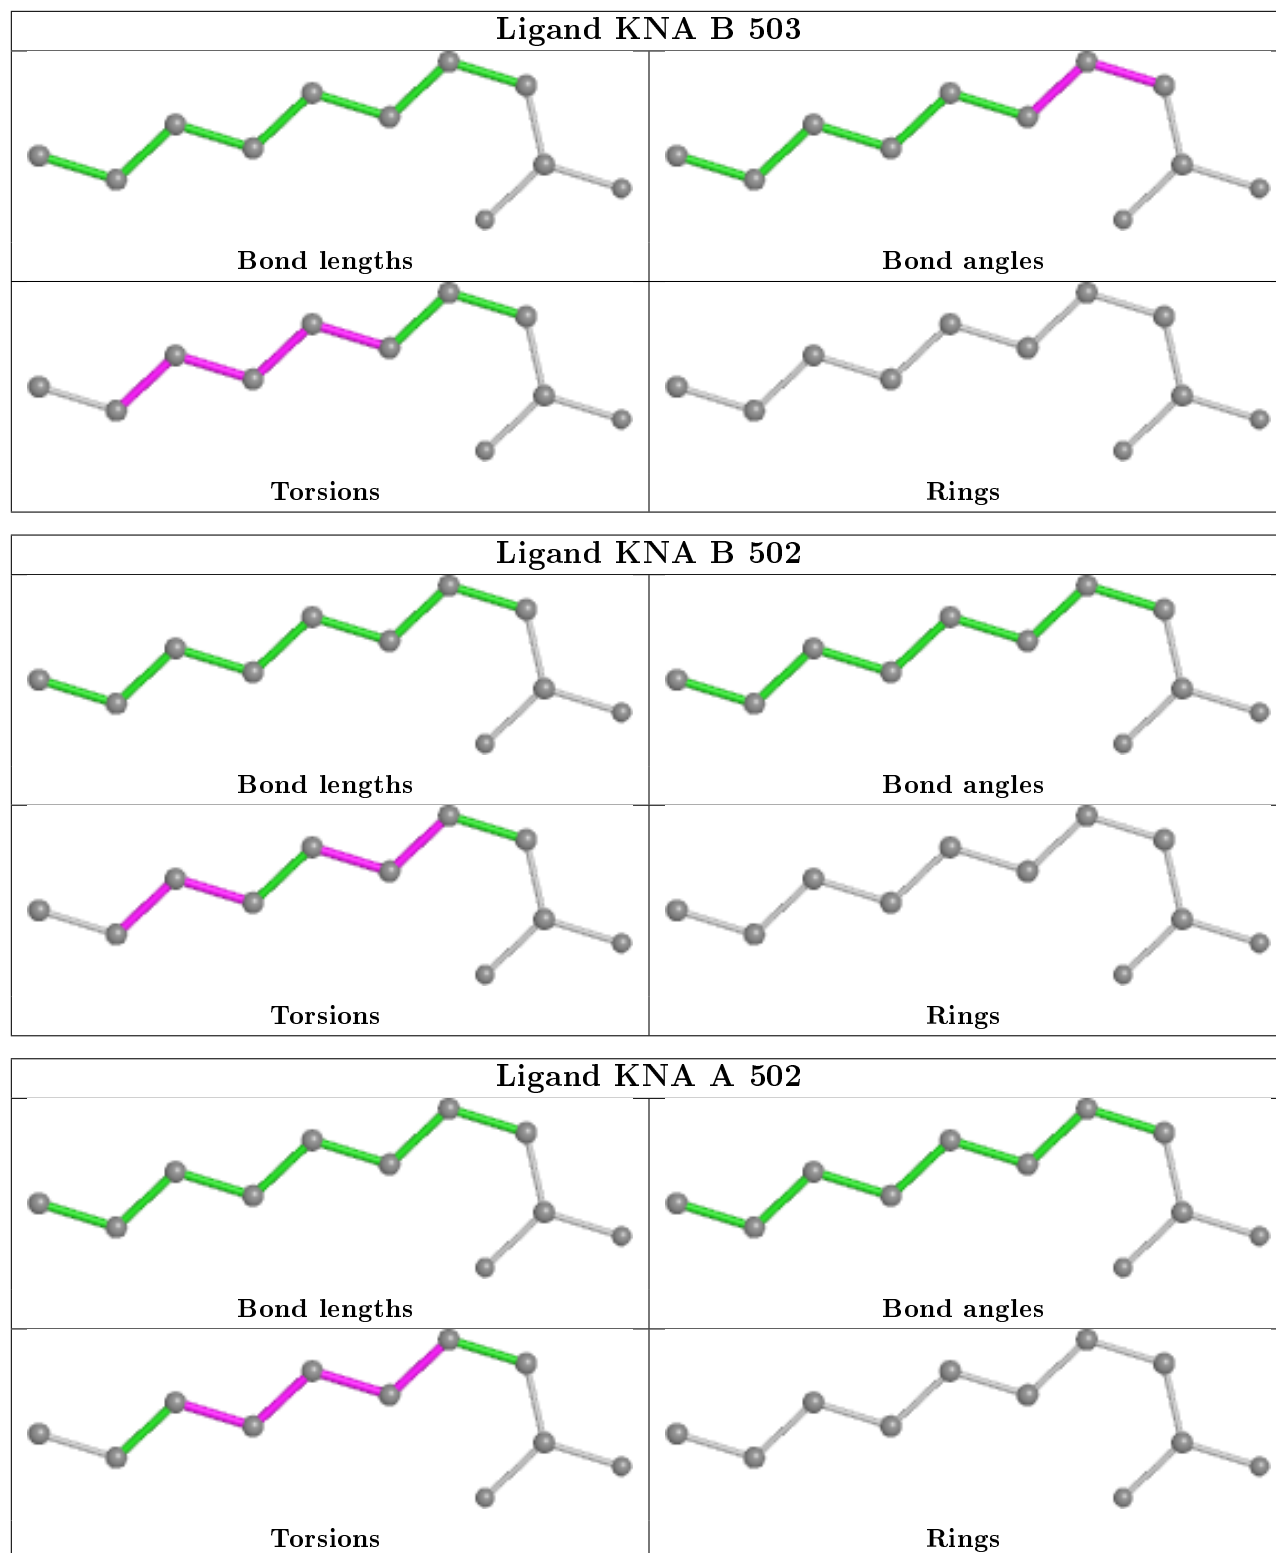 Ligand KNA B 503
Bond lengths
Bond angles
Torsions
Rings
Ligand KNA B 502
Bond lengths
Bond angles
Torsions
Rings
Ligand KNA A 502
Bond lengths
Bond angles
Torsions
Rings